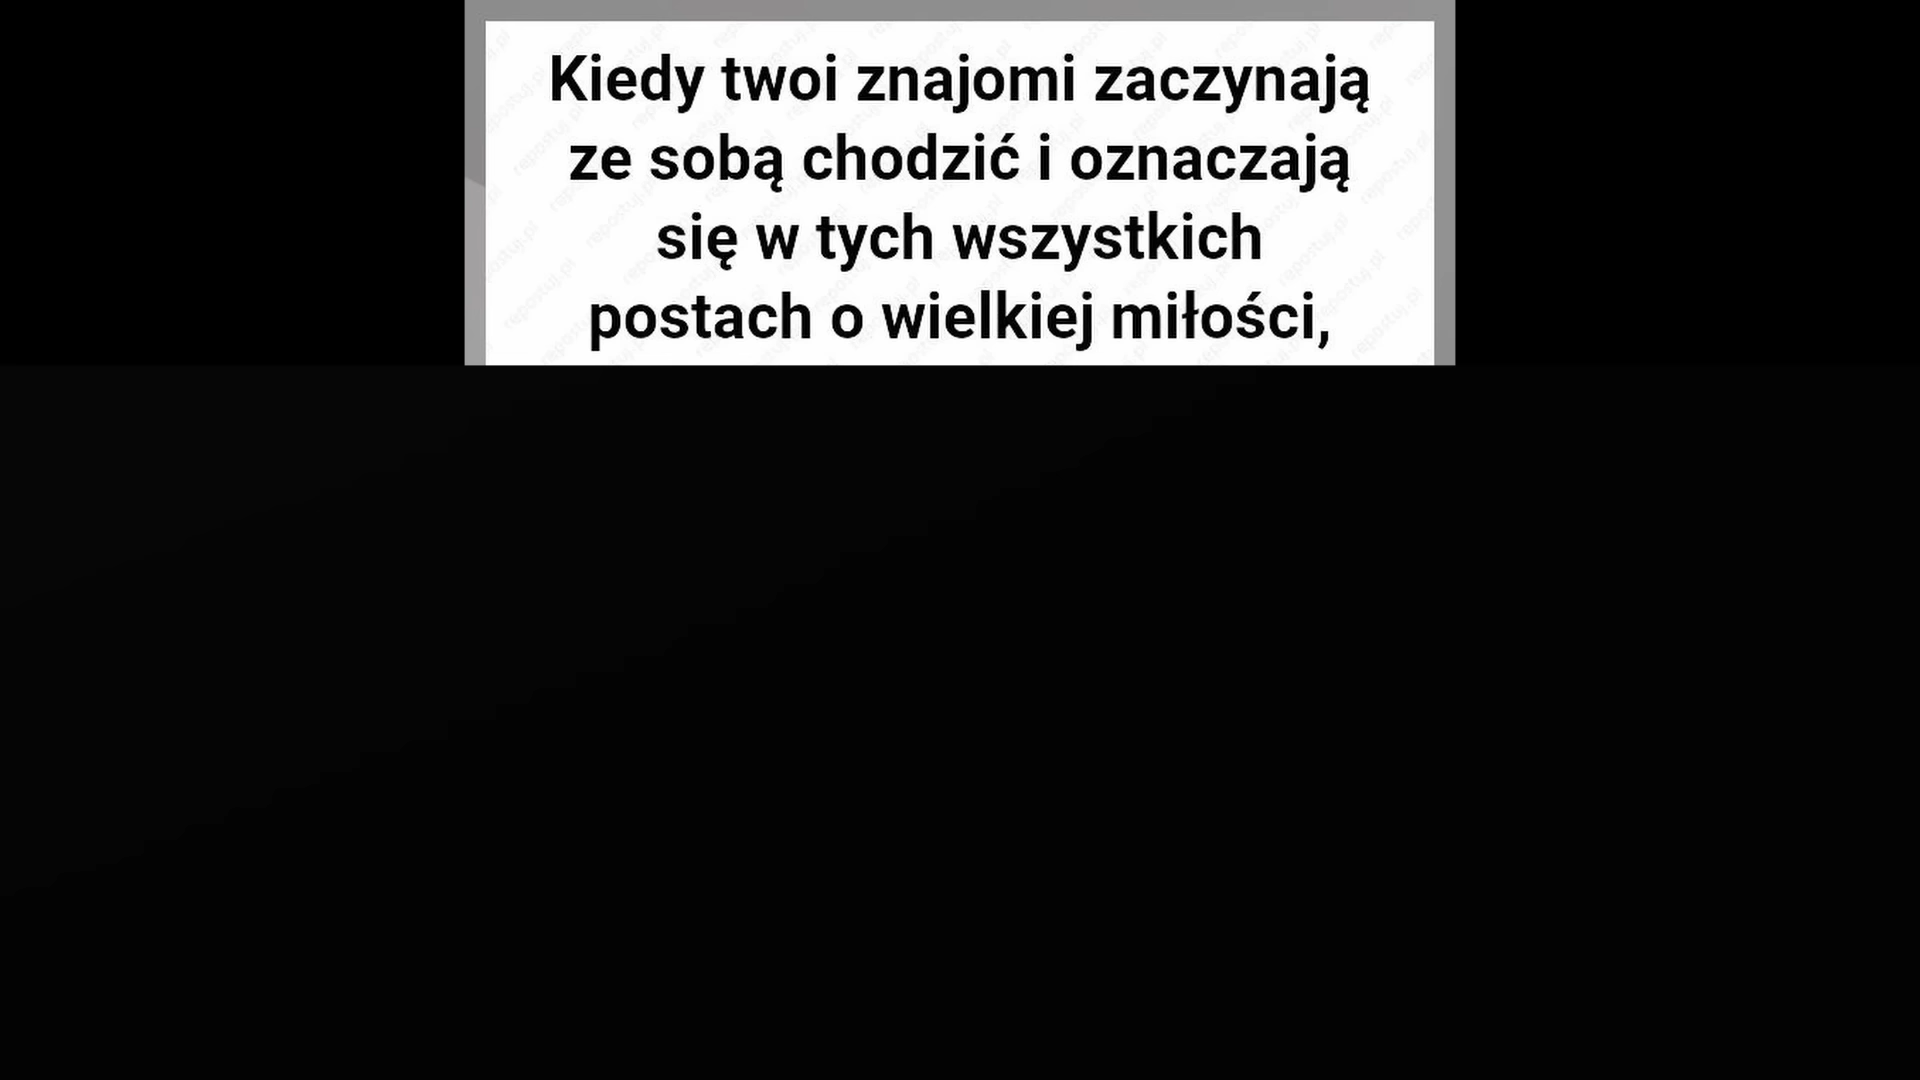 Kiedy twoi znajomi zaczynają
ze sobą chodzić i oznaczają
się w tych wszystkich
postach o wielkiej miłości,